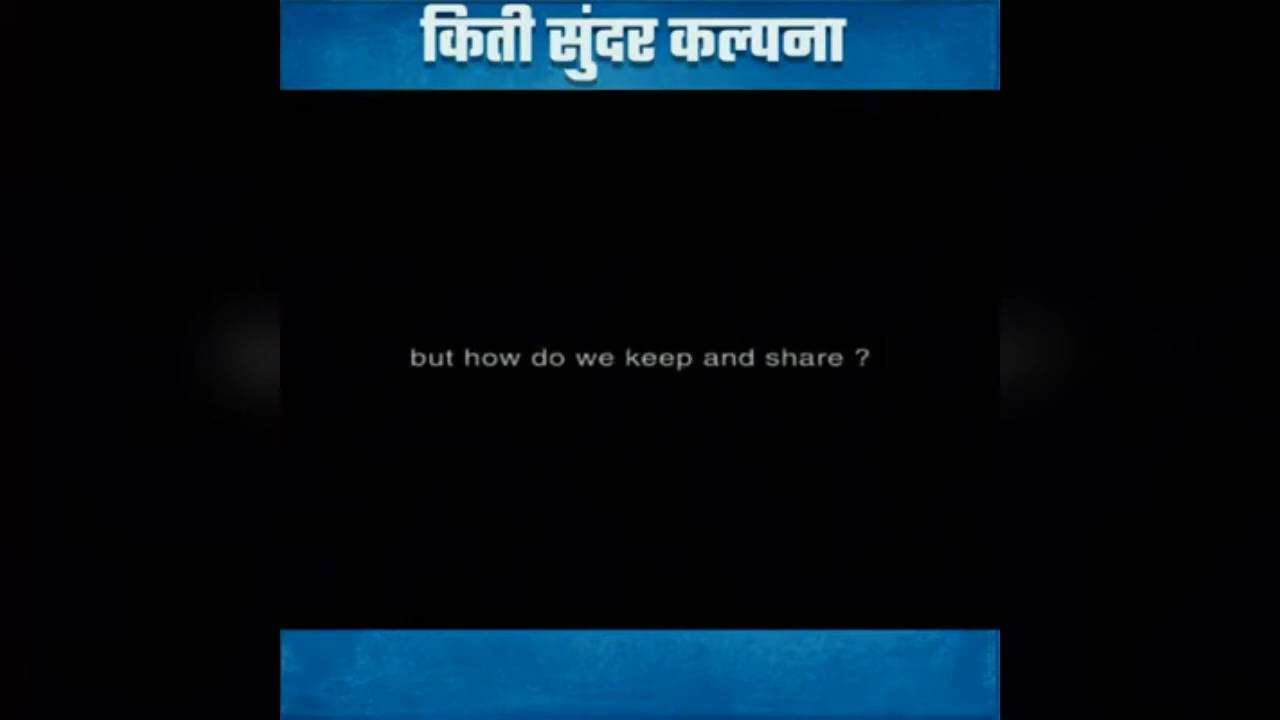 किती सुंदर कल्पना
but how do we keep and share ?